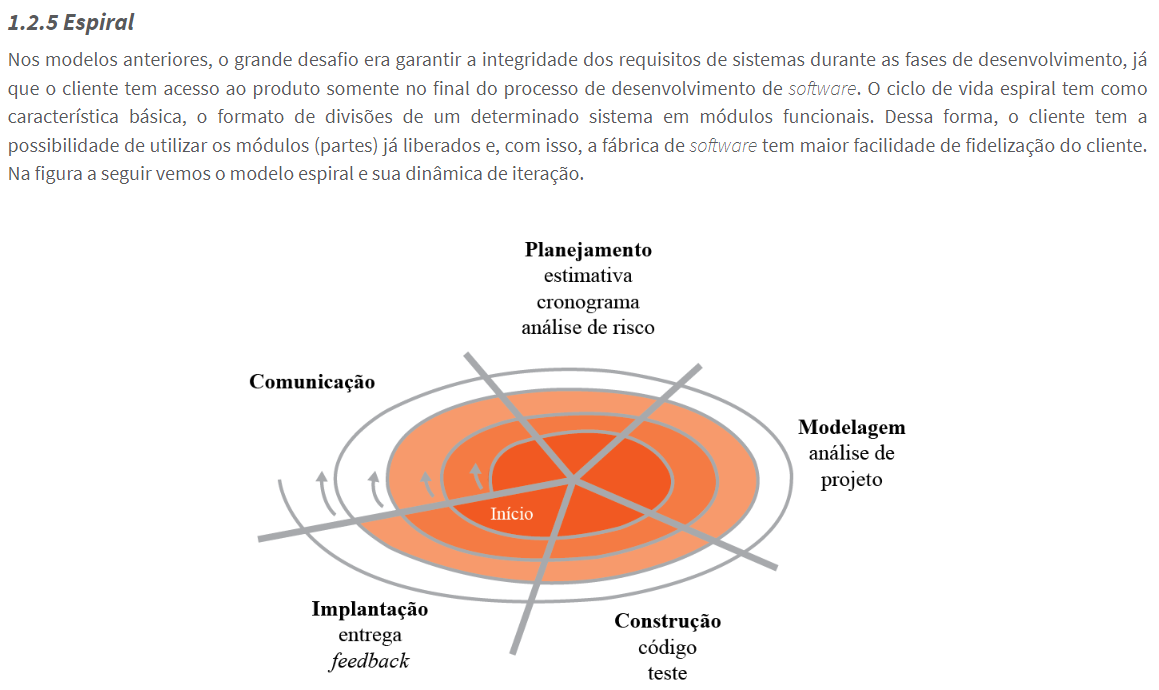 1.2.5 Espiral
Nos modelos anteriores, o grande desafio era garantir a integridade dos requisitos de sistemas durante as fases de desenvolvimento, já
que o cliente tem acesso ao produto somente no final do processo de desenvolvimento de software. O ciclo de vida espiral tem como
característica básica, o formato de divisões de um determinado sistema em módulos funcionais. Dessa forma, o cliente tem a
possibilidade de utilizar os módulos (partes) já liberados e, com isso, a fábrica de software tem maior facilidade de fidelização do cliente.
Na figura a seguir vemos o modelo espiral e sua dinâmica de iteração.
Planejamento
estimativa
cronograma
análise de risco
Comunicação
Modelagem
análise de
projeto
Início
Implantação
entrega
feedback
Construção
código
teste